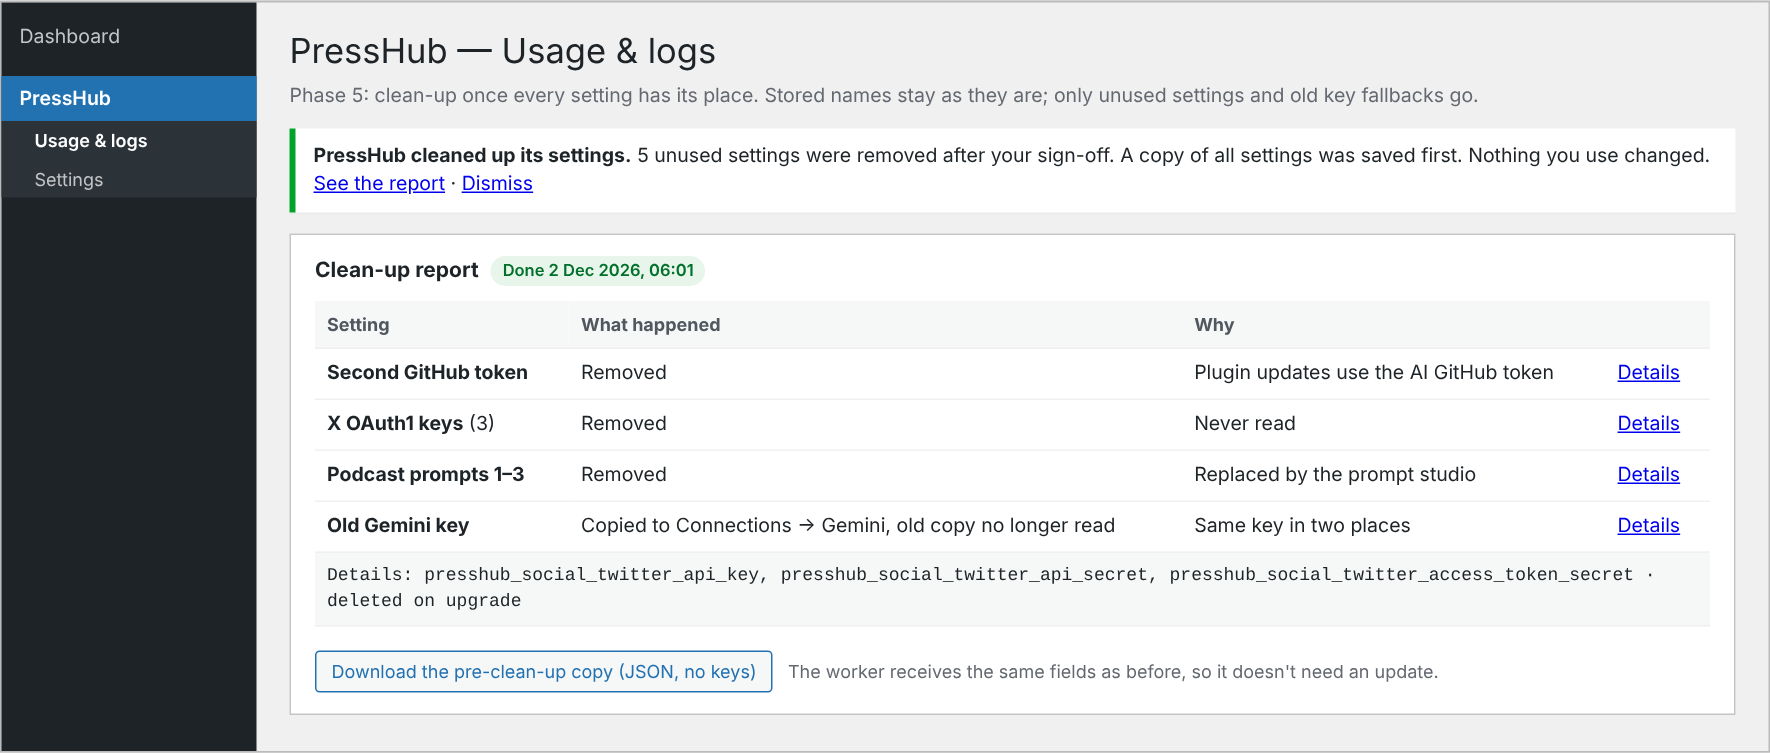 Dashboard
PressHub
Usage & logs
Settings
PressHub — Usage & logs
Phase 5: clean-up once every setting has its place. Stored names stay as they are; only unused settings and old key fallbacks go.
PressHub cleaned up its settings. 5 unused settings were removed after your sign-off. A copy of all settings was saved first. Nothing you use changed.
See the report · Dismiss
Clean-up report Done 2 Dec 2026, 06:01
Setting What happened Why
Second GitHub token Removed Plugin updates use the AI GitHub token Details
X OAuth1 keys (3) Removed Never read Details
Podcast prompts 1–3 Removed Replaced by the prompt studio Details
Old Gemini key Copied to Connections → Gemini, old copy no longer read Same key in two places Details
Details: presshub_social_twitter_api_key, presshub_social_twitter_api_secret, presshub_social_twitter_access_token_secret ·
deleted on upgrade
Download the pre-clean-up copy (JSON, no keys) The worker receives the same fields as before, so it doesn't need an update.